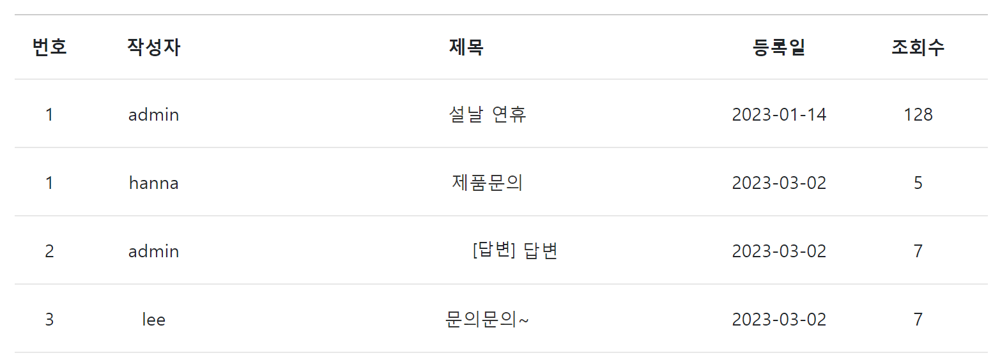 번호 작성자 제목 등록일 조회수
1 admin 설날 연휴 2023-01-14 128
1 hanna 제품문의 2023-03-02 5
2 admin [답변] 답변 2023-03-02 7
3 lee 문의문의~ 2023-03-02 7